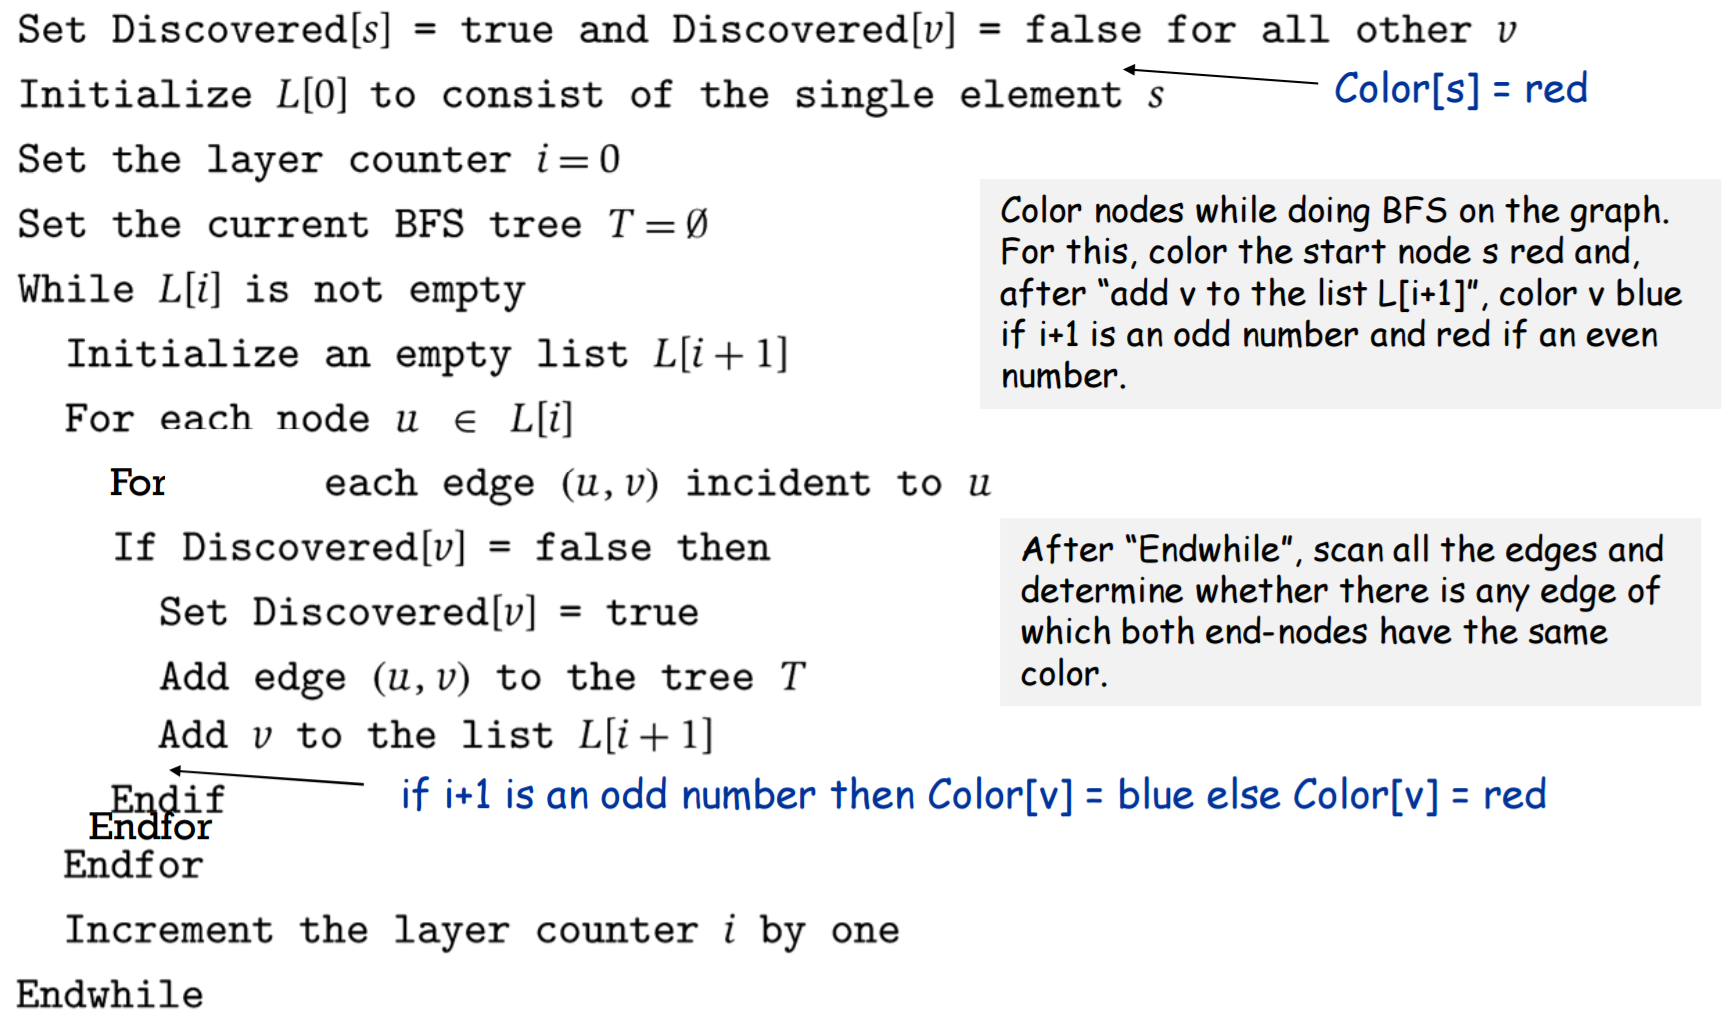 Set Discovered[s] = true and Discovered[v] = false for all other v
Color[s] = red
Initialize L[0] to consist of the single element s
Set the layer counter i = 0
Set the current BFS tree T = ∅
While L[i] is not empty
Initialize an empty list L[i + 1]
For each node u ∈ L[i]
For each edge (u, v) incident to u
If Discovered[v] = false then
Set Discovered[v] = true
Add edge (u, v) to the tree T
Add v to the list L[i + 1]
if i+1 is an odd number then Color[v] = blue else Color[v] = red
Endif
Endfor
Endfor
Increment the layer counter i by one
Endwhile
Color nodes while doing BFS on the graph.
For this, color the start node s red and,
after “add v to the list L[i+1]”, color v blue
if i+1 is an odd number and red if an even
number.
After “Endwhile”, scan all the edges and
determine whether there is any edge of
which both end-nodes have the same
color.